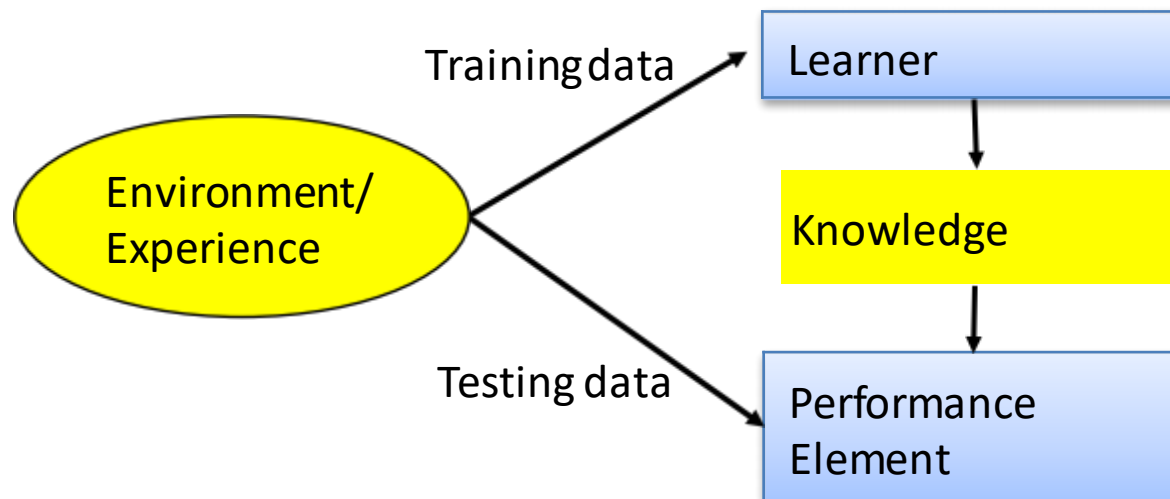 Training data
Learner
Environment/
Experience
Knowledge
Testing data
Performance
Element